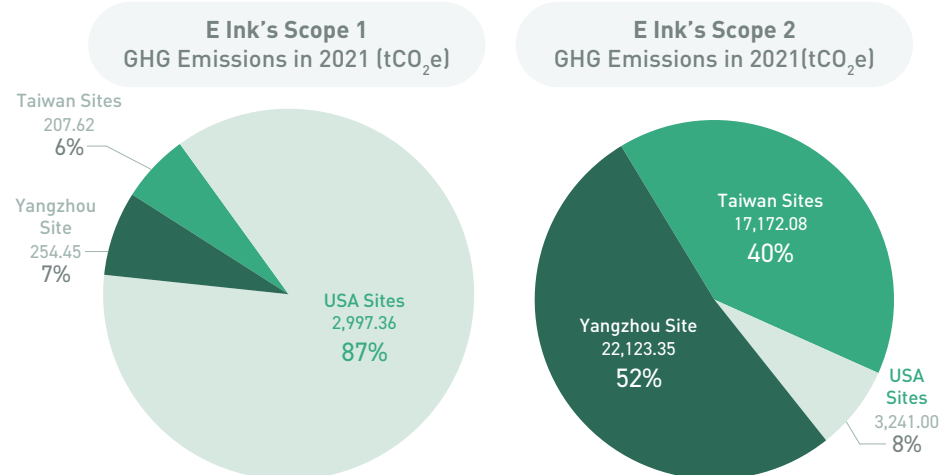 E Ink’s Scope 1
GHG Emissions in 2021 (tCO₂e)
Taiwan Sites
207.62
6%
Yangzhou
Site
254.45
7%
USA Sites
2,997.36
87%
E Ink’s Scope 2
GHG Emissions in 2021(tCO₂e)
Taiwan Sites
17,172.08
40%
Yangzhou Site
22,123.35
52%
USA
Sites
3,241.00
8%